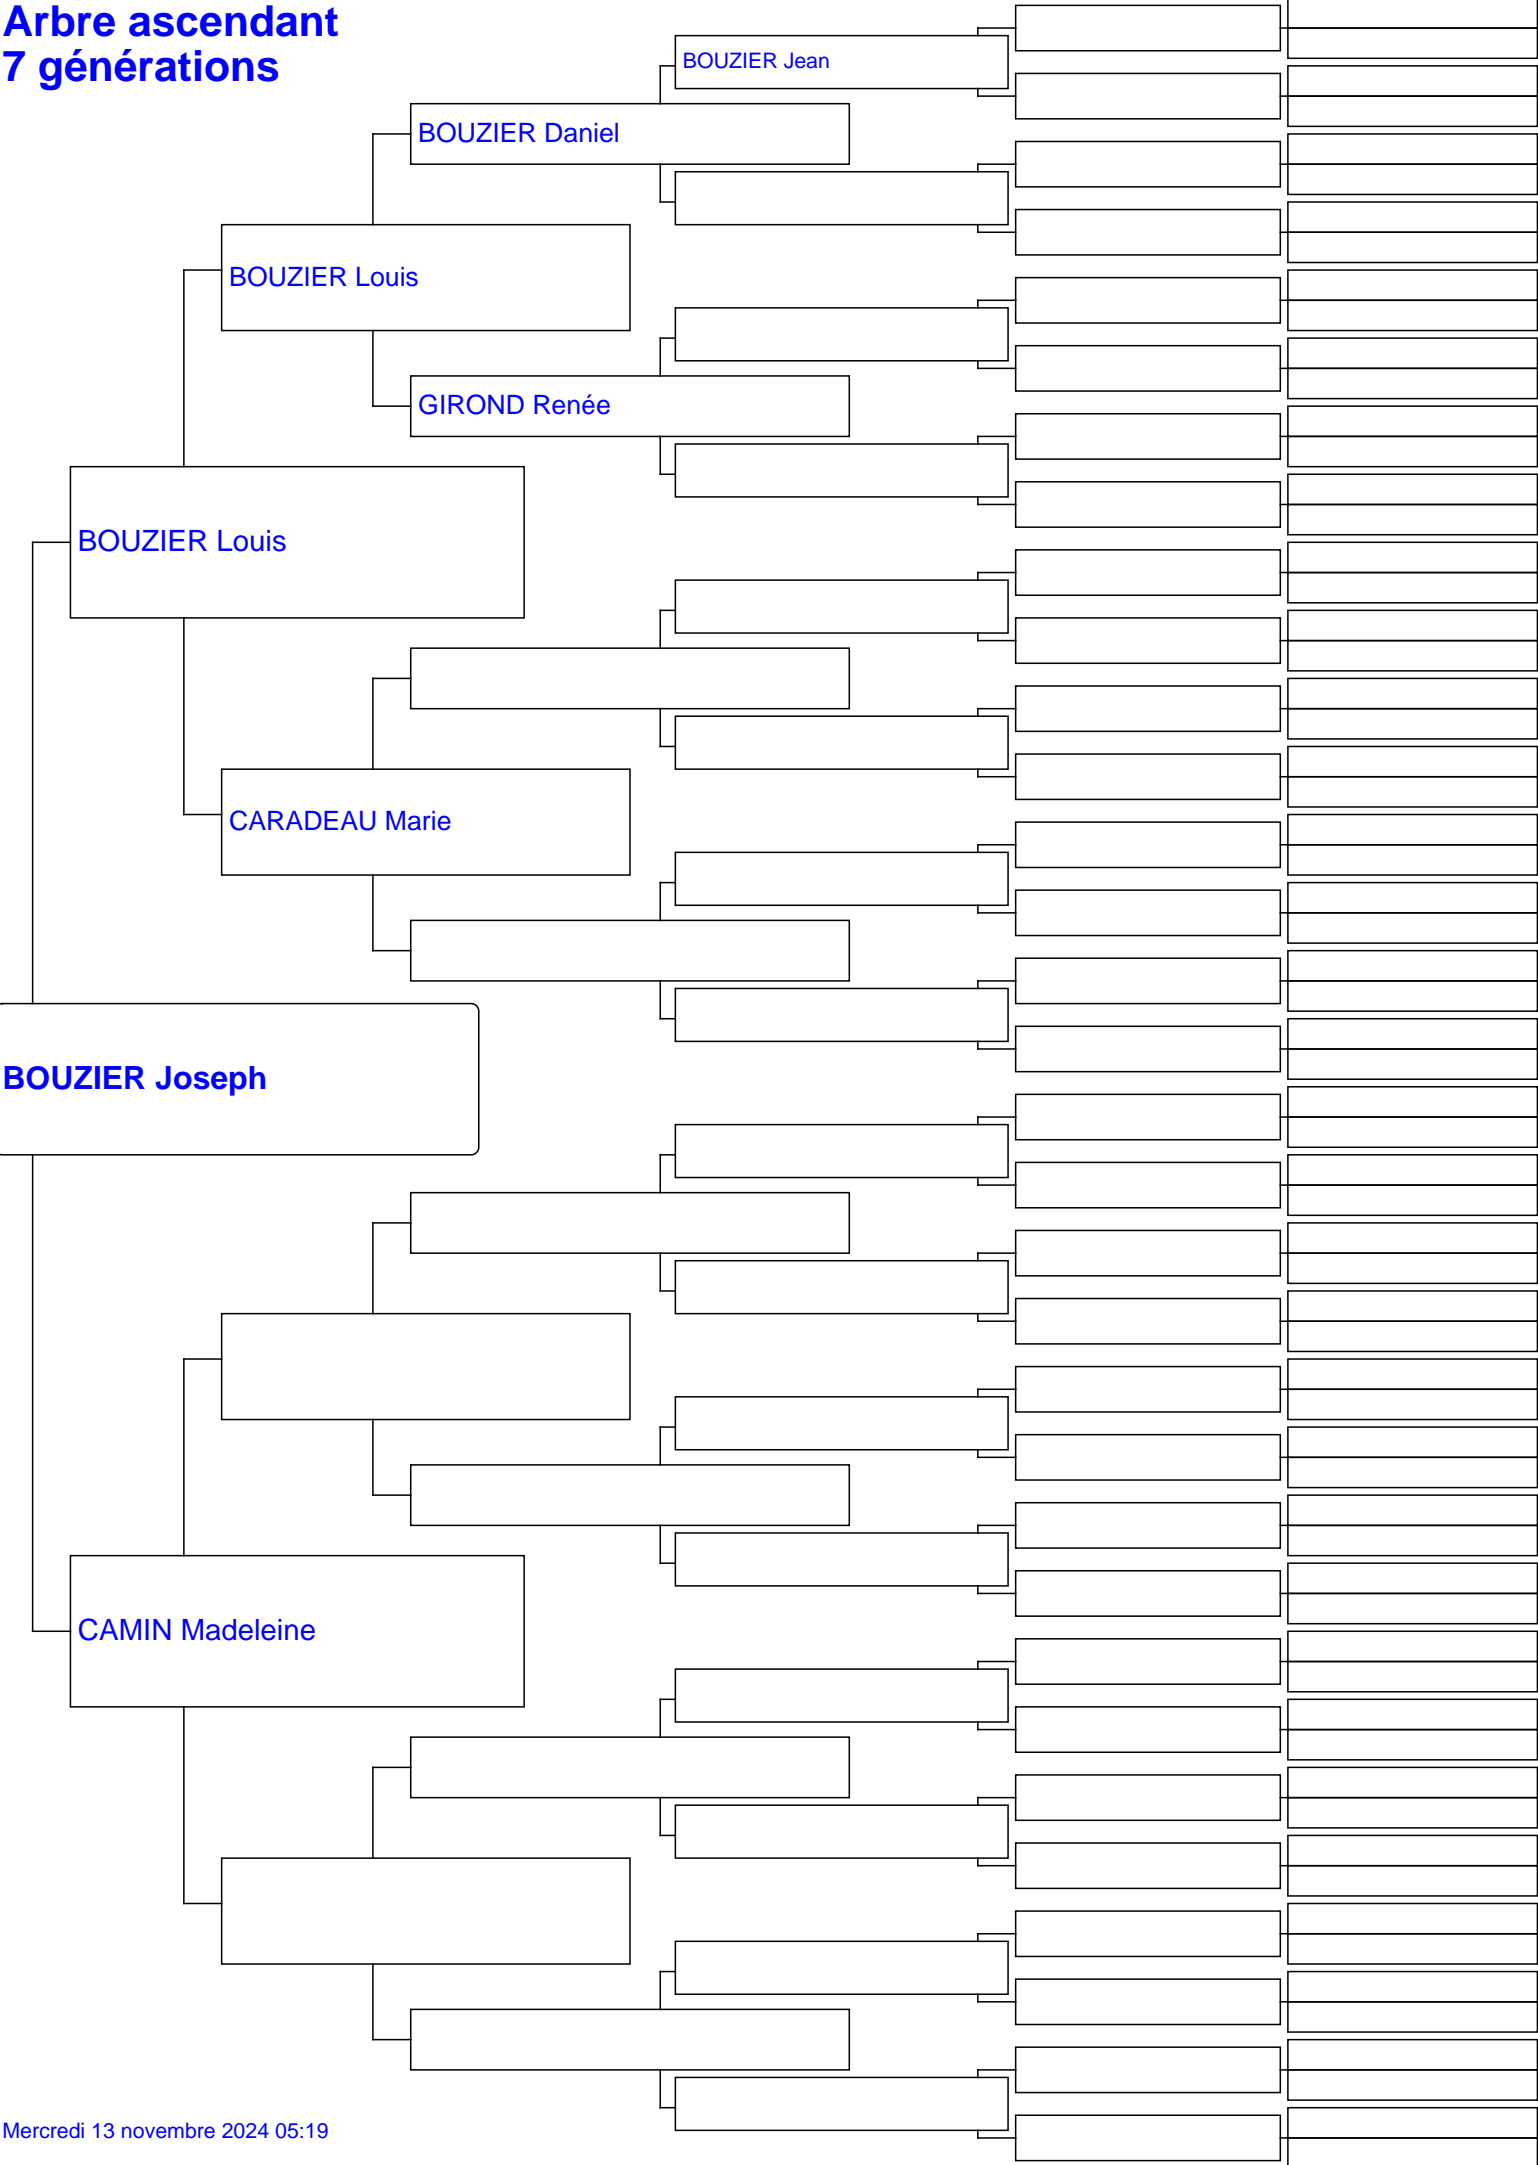 Arbre ascendant
7 générations
BOUZIER Jean
BOUZIER Daniel
BOUZIER Louis
GIROND Renée
BOUZIER Louis
CARADEAU Marie
BOUZIER Joseph
CAMIN Madeleine
Mercredi 13 novembre 2024 05:19